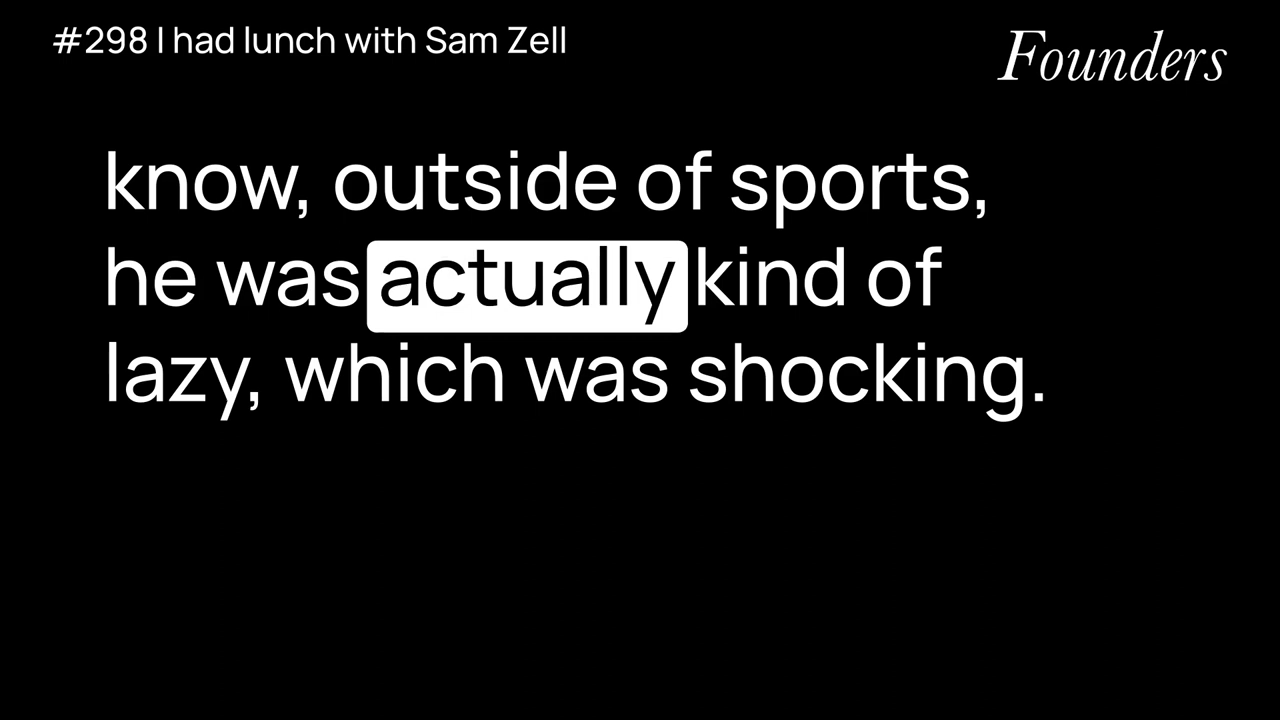 #298 I had lunch with Sam Zell
Founders
know, outside of sports,
he was actually kind of
lazy, which was shocking.